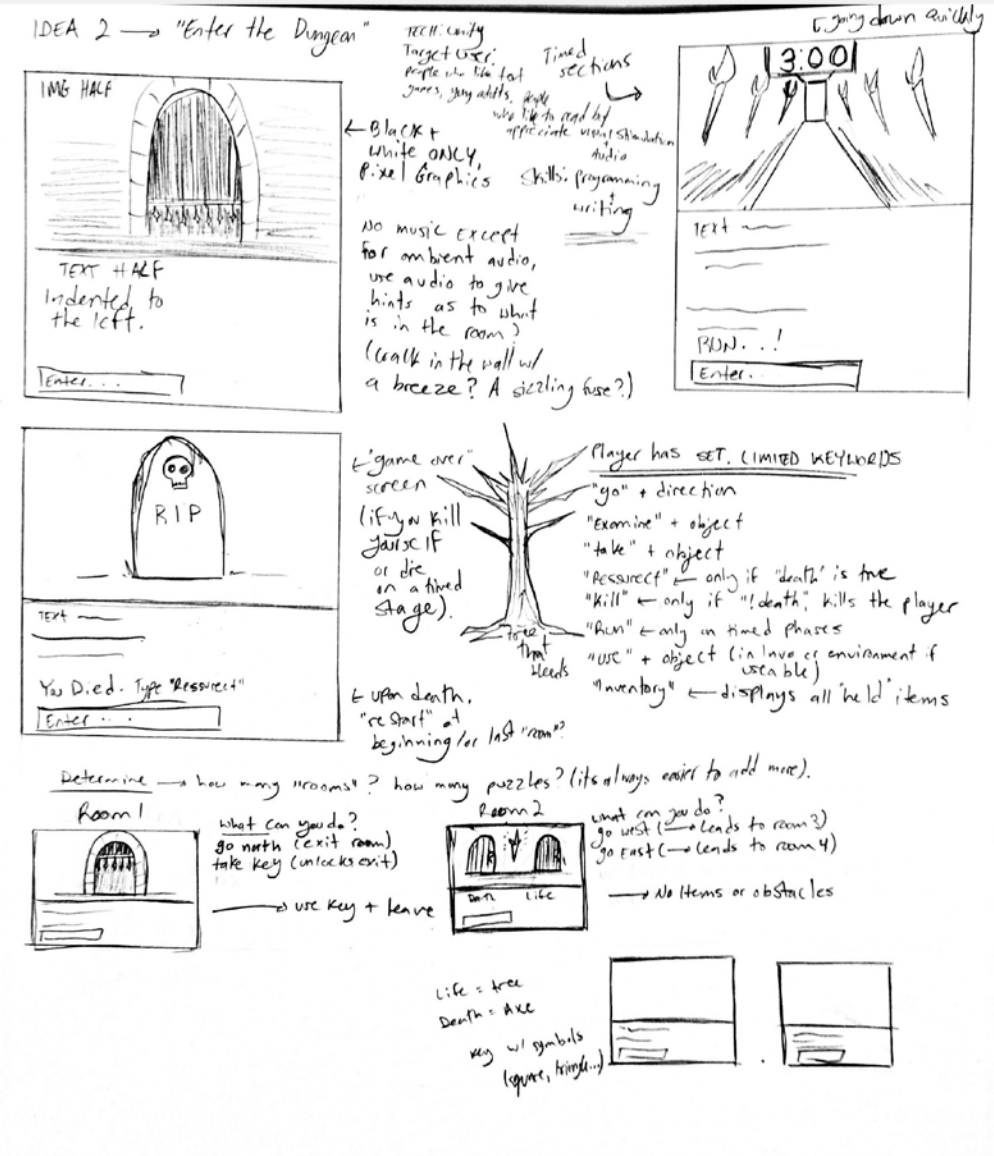 IDEA 2 → "Enter the Dungeon"
TECH: Unity
Target User:
people who like text
games, young adults, people
who like to read but
appriciate visual stimulation
+
Audio
Skills: programming
+
writing
Timed
sections
going down quickly
3:00
TEXT
RUN...!
Enter.
IMG HALF
TEXT HALF
Indented to
the left.
Enter...
← Black +
white ONLY,
Pixel Graphics
No music except
for ambient audio,
use audio to give
hints as to what
is in the room?
(crack in the wall w/
a breeze? A sizzling fuse?)
RIP
TEXT
You Died. Type "Ressurect"
Enter...
← "game over"
screen
(if you kill
yourself
or die
on a timed
stage).
← upon death,
"restart" at
beginning/or last "room"?
tree
that
bleeds
Player has SET, LIMITED KEYWORDS
"go" + direction
"Examine" + object
"take" + object
"Ressurect" ← only if "death" is true
"Kill" ← only if "!death", kills the player
"Run" ← only on timed phases
"use" + object (in inva or environment if
useable)
"Inventory" ← displays all "held" items
Determine → how many "rooms"? how many puzzles? (its always easier to add more).
Room 1
what can you do?
go north (exit room)
take key (unlocks exit)
→ use key + leave
Room 2
Death Life
what can you do?
go west (→ Leads to room 3)
go East (→ Leads to room 4)
→ No Items or obstacles
Life = tree
Death = Axe
key w/ symbols
(square, triangle...)